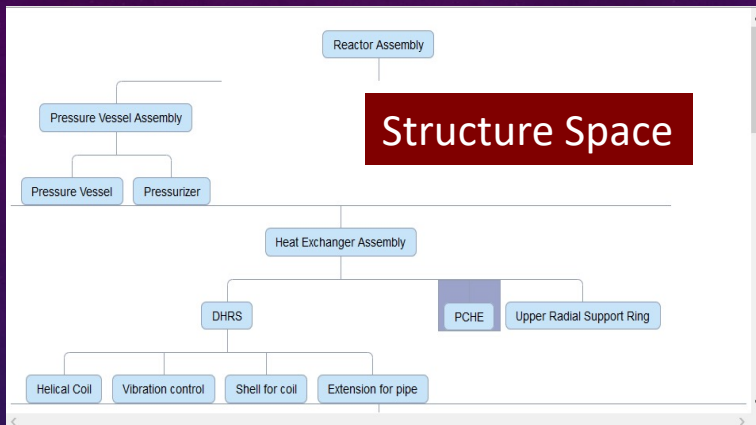 Reactor Assembly
Structure Space
Pressure Vessel Assembly
Pressure Vessel
Pressurizer
Heat Exchanger Assembly
DHRS
PCHE
Upper Radial Support Ring
Helical Coil
Vibration control
Shell for coil
Extension for pipe